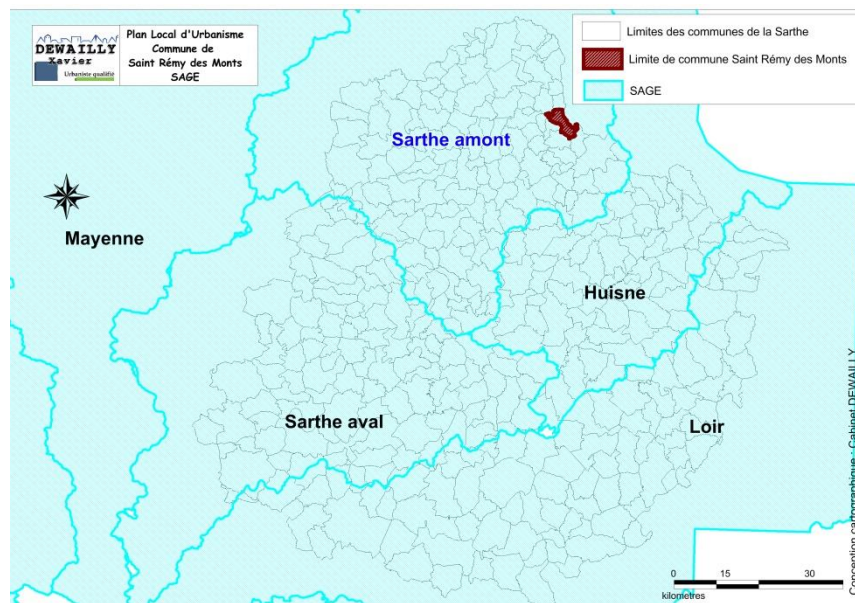 DEWAILLY
Xavier
Urbaniste qualifié
Plan Local d'Urbanisme
Commune de
Saint Rémy des Monts
SAGE
Limites des communes de la Sarthe
Limite de commune Saint Rémy des Monts
SAGE
Sarthe amont
Mayenne
Huisne
Sarthe aval
Loir
Conception cartographique : Cabinet DEWAILLY
0 15 30
kilomètres